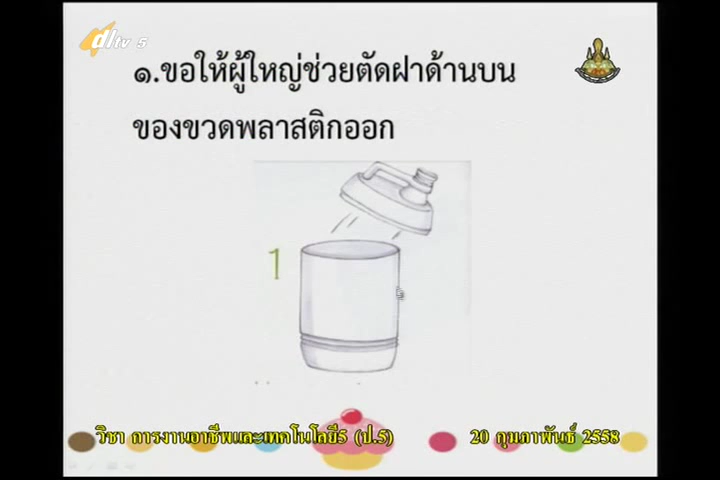 dltv 5
๑.ขอให้ผู้ใหญ่ช่วยตัดฝาด้านบน
ของขวดพลาสติกออก
1
วิชา การงานอาชีพและเทคโนโลยี5 (ป.5) 20 กุมภาพันธ์ 2558